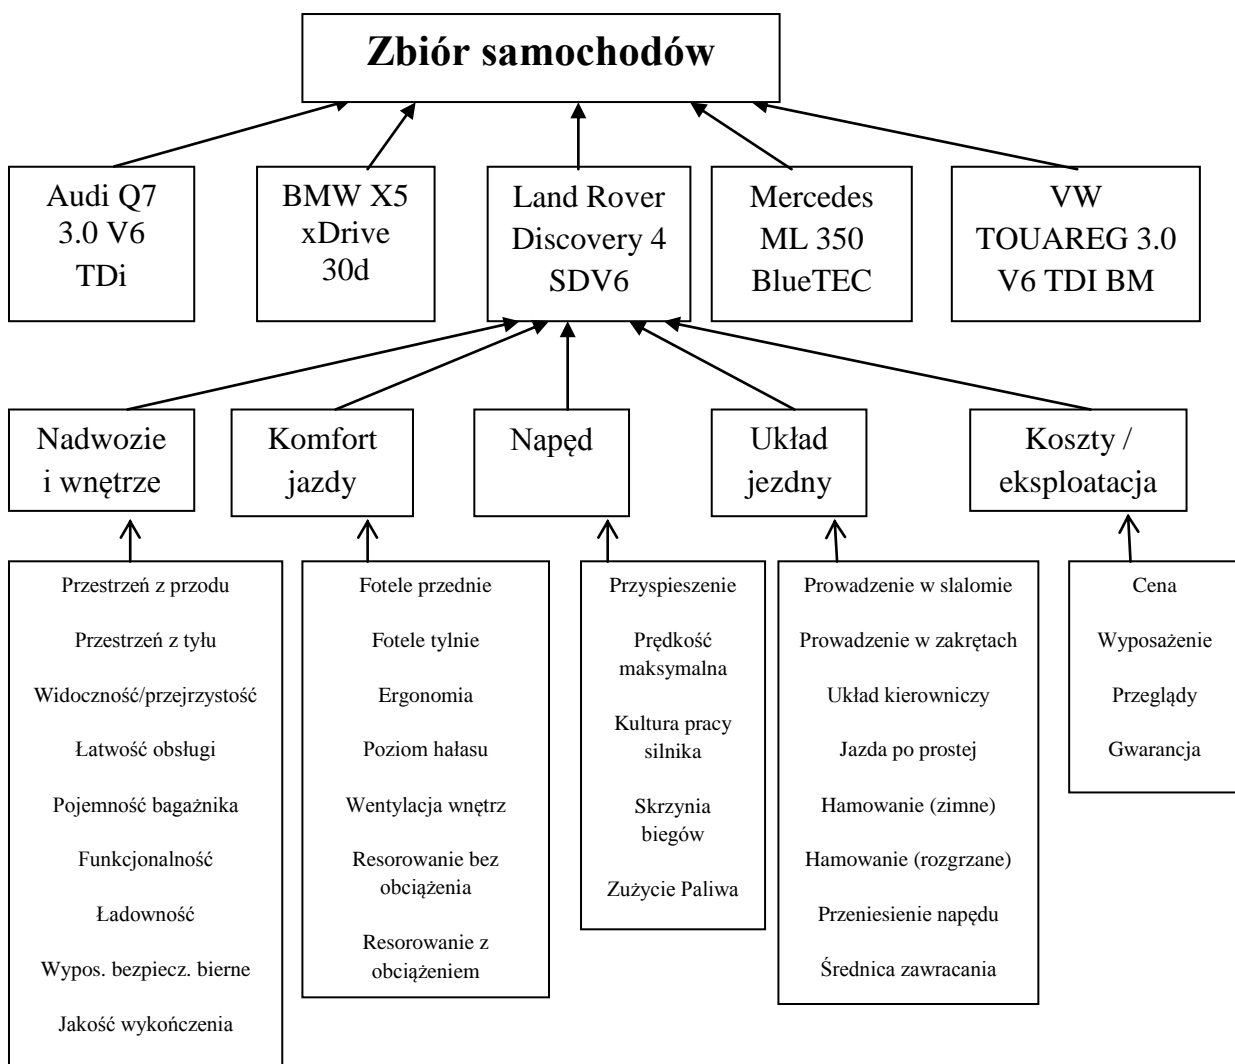 Zbiór samochodów
Audi Q7
3.0 V6
TDi
BMW X5
xDrive
30d
Land Rover
Discovery 4
SDV6
Mercedes
ML 350
BlueTEC
VW
TOUAREG 3.0
V6 TDI BM
Nadwozie
i wnętrze
Komfort
jazdy
Napęd
Układ
jezdny
Koszty /
eksploatacja
Przestrzeń z przodu
Przestrzeń z tyłu
Widoczność/przejrzystość
Łatwość obsługi
Pojemność bagażnika
Funkcjonalność
Ładowność
Wypos. bezpiecz. bierne
Jakość wykończenia
Fotele przednie
Fotele tylnie
Ergonomia
Poziom hałasu
Wentylacja wnętrz
Resorowanie bez
obciążenia
Resorowanie z
obciążeniem
Przyspieszenie
Prędkość
maksymalna
Kultura pracy
silnika
Skrzynia
biegów
Zużycie Paliwa
Prowadzenie w slalomie
Prowadzenie w zakrętach
Układ kierowniczy
Jazda po prostej
Hamowanie (zimne)
Hamowanie (rozgrzane)
Przeniesienie napędu
Średnica zawracania
Cena
Wyposażenie
Przeglądy
Gwarancja